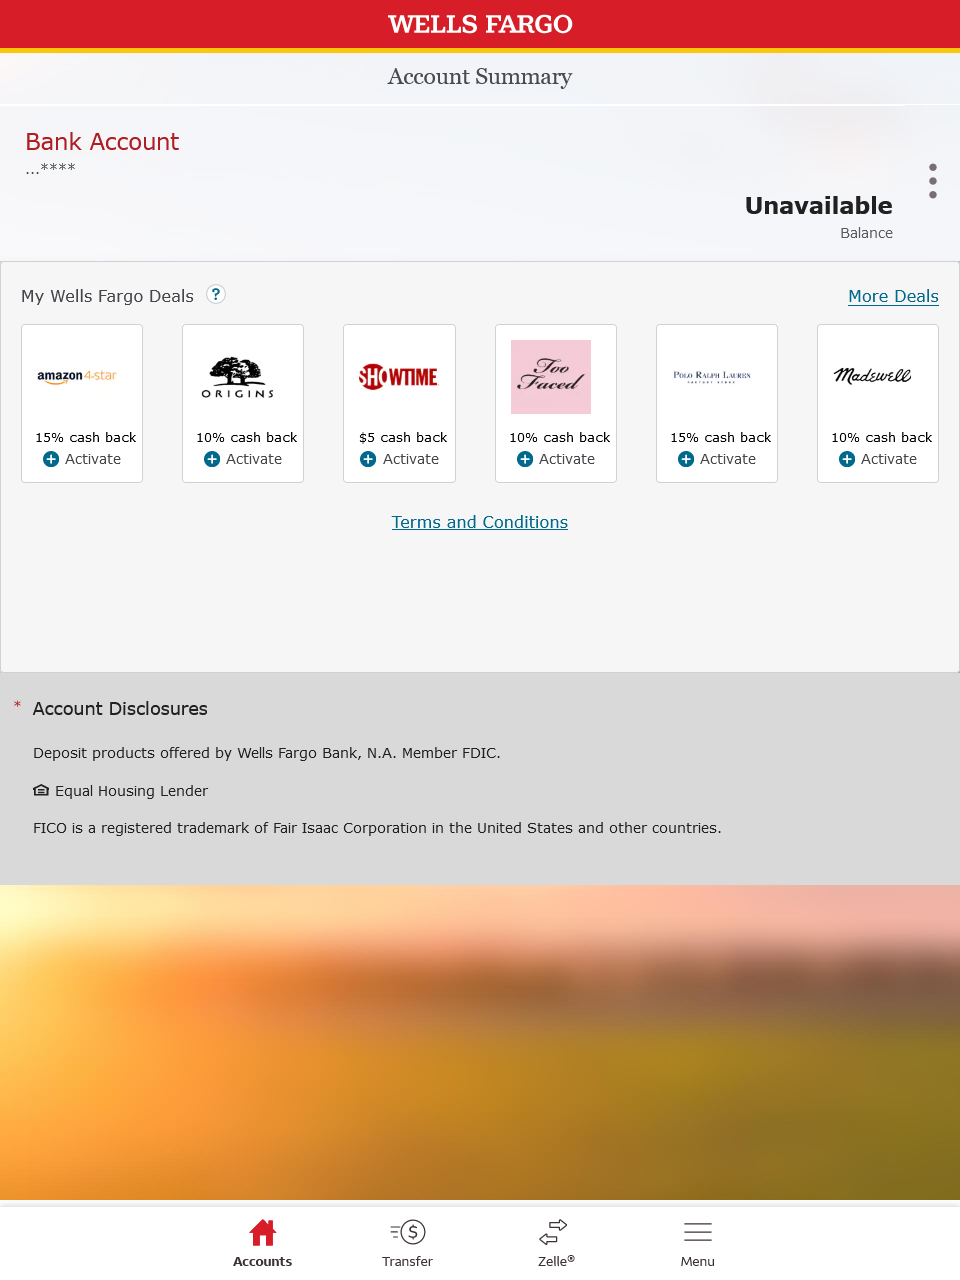 WELLS FARGO
Account Summary
Bank Account
...****
Unavailable
Balance
My Wells Fargo Deals ? More Deals
amazon 4-star
ORIGINS
SHOWTIME
Too Faced
POLO RALPH LAUREN
FACTORY STORE
Madewell
15% cash back 10% cash back $5 cash back 10% cash back 15% cash back 10% cash back
Activate Activate Activate Activate Activate Activate
Terms and Conditions
* Account Disclosures
Deposit products offered by Wells Fargo Bank, N.A. Member FDIC.
Equal Housing Lender
FICO is a registered trademark of Fair Isaac Corporation in the United States and other countries.
Accounts Transfer Zelle® Menu